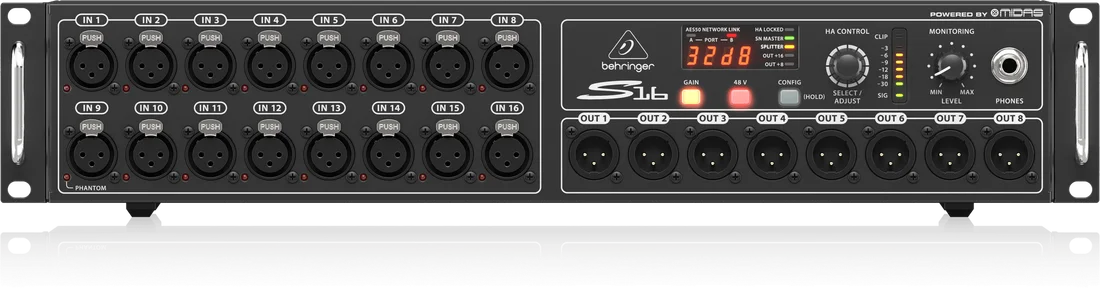 IN 1 IN 2 IN 3 IN 4 IN 5 IN 6 IN 7 IN 8
PUSH PUSH PUSH PUSH PUSH PUSH PUSH PUSH
IN 9 IN 10 IN 11 IN 12 IN 13 IN 14 IN 15 IN 16
PUSH PUSH PUSH PUSH PUSH PUSH PUSH PUSH
PHANTOM
POWERED BY MIDAS
behringer
S16
AES50 NETWORK LINK
A – PORT – B
32d8
HA LOCKED
SN MASTER
SPLITTER
OUT +16
OUT +8
GAIN 48 V CONFIG
(HOLD)
HA CONTROL
SELECT /
ADJUST
CLIP
-3
-6
-9
-12
-18
-30
SIG
MONITORING
MIN MAX
LEVEL
PHONES
OUT 1 OUT 2 OUT 3 OUT 4 OUT 5 OUT 6 OUT 7 OUT 8